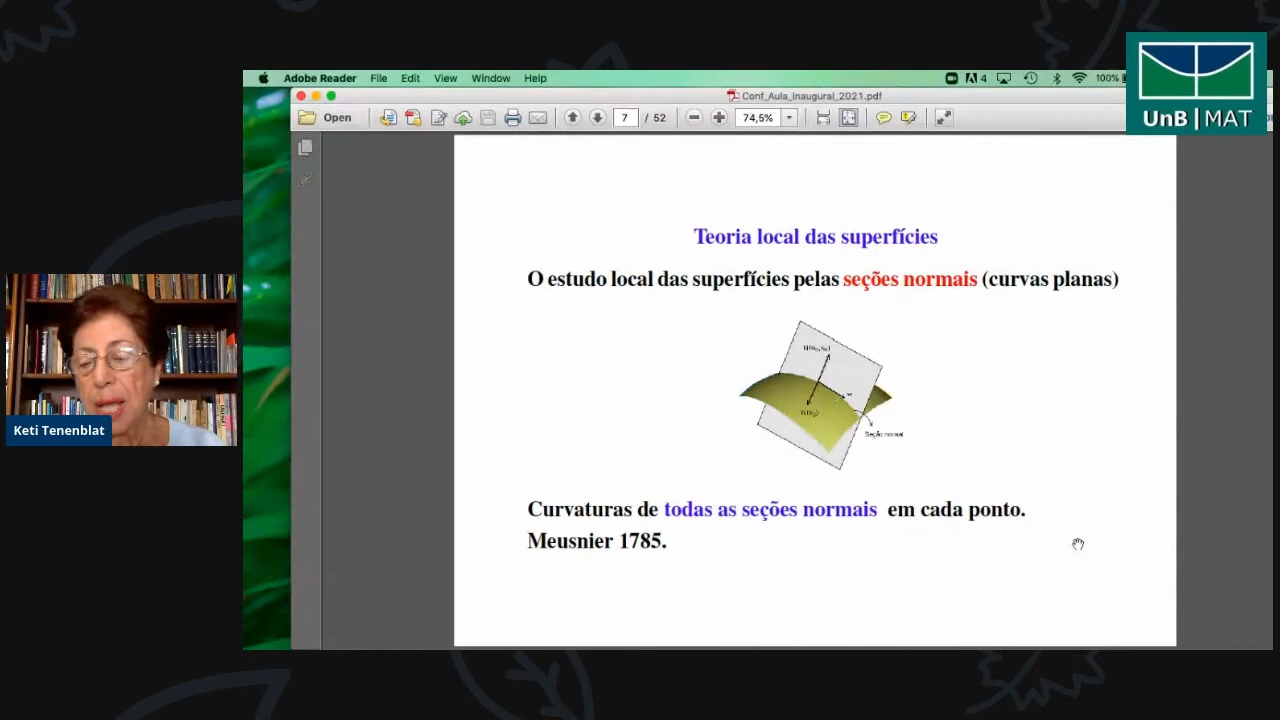 Adobe Reader File Edit View Window Help
4
100%
Conf_Aula_Inaugural_2021.pdf
Open
7 / 52
74,5%
UnB | MAT
Teoria local das superfícies
O estudo local das superfícies pelas seções normais (curvas planas)
Seção normal
Curvaturas de todas as seções normais em cada ponto.
Meusnier 1785.
Keti Tenenblat